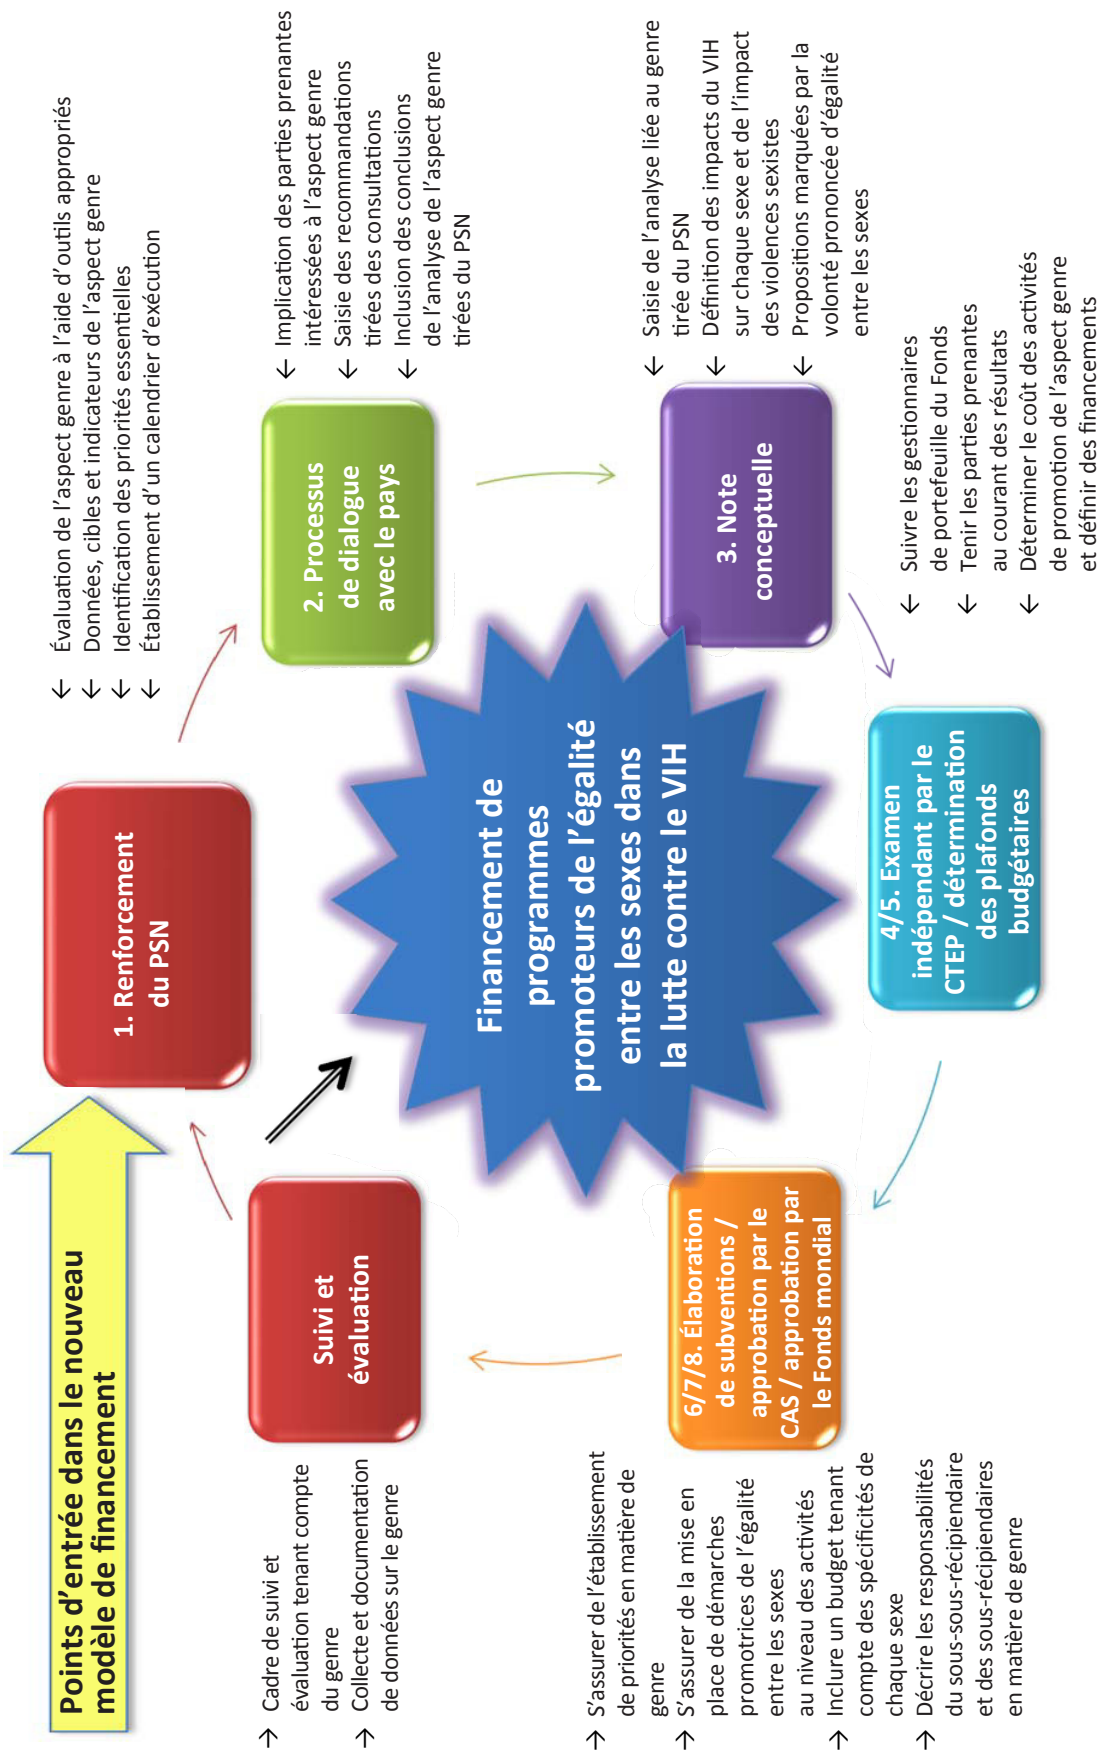 Points d’entrée dans le nouveau
modèle de financement
1. Renforcement
du PSN
← Évaluation de l’aspect genre à l’aide d’outils appropriés
← Données, cibles et indicateurs de l’aspect genre
← Identification des priorités essentielles
← Établissement d’un calendrier d’exécution
2. Processus
de dialogue
avec le pays
← Implication des parties prenantes
intéressées à l’aspect genre
← Saisie des recommandations
tirées des consultations
← Inclusion des conclusions
de l’analyse de l’aspect genre
tirées du PSN
3. Note
conceptuelle
← Saisie de l’analyse liée au genre
tirée du PSN
← Définition des impacts du VIH
sur chaque sexe et de l’impact
des violences sexistes
← Propositions marquées par la
volonté prononcée d’égalité
entre les sexes
4/5. Examen
indépendant par le
CTEP / détermination
des plafonds
budgétaires
← Suivre les gestionnaires
de portefeuille du Fonds
← Tenir les parties prenantes
au courant des résultats
← Déterminer le coût des activités
de promotion de l’aspect genre
et définir des financements
6/7/8. Élaboration
de subventions /
approbation par le
CAS / approbation par
le Fonds mondial
→ S’assurer de l’établissement
de priorités en matière de
genre
→ S’assurer de la mise en
place de démarches
promotrices de l’égalité
entre les sexes
au niveau des activités
→ Inclure un budget tenant
compte des spécificités de
chaque sexe
→ Décrire les responsabilités
du sous-sous-récipiendaire
et des sous-récipiendaires
en matière de genre
Suivi et
évaluation
→ Cadre de suivi et
évaluation tenant compte
du genre
→ Collecte et documentation
de données sur le genre
Financement de
programmes
promoteurs de l’égalité
entre les sexes dans
la lutte contre le VIH